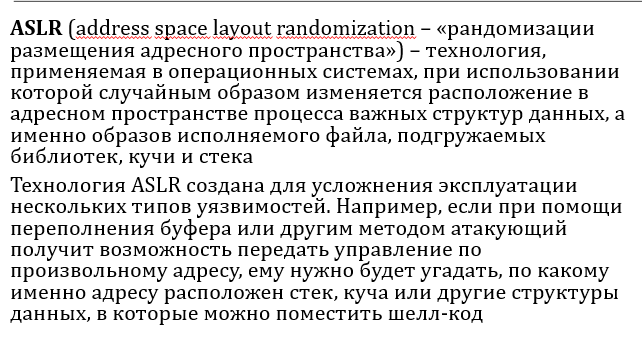 ASLR (address space layout randomization – «рандомизации
размещения адресного пространства») – технология,
применяемая в операционных системах, при использовании
которой случайным образом изменяется расположение в
адресном пространстве процесса важных структур данных, а
именно образов исполняемого файла, подгружаемых
библиотек, кучи и стека
Технология ASLR создана для усложнения эксплуатации
нескольких типов уязвимостей. Например, если при помощи
переполнения буфера или другим методом атакующий
получит возможность передать управление по
произвольному адресу, ему нужно будет угадать, по какому
именно адресу расположен стек, куча или другие структуры
данных, в которые можно поместить шелл-код